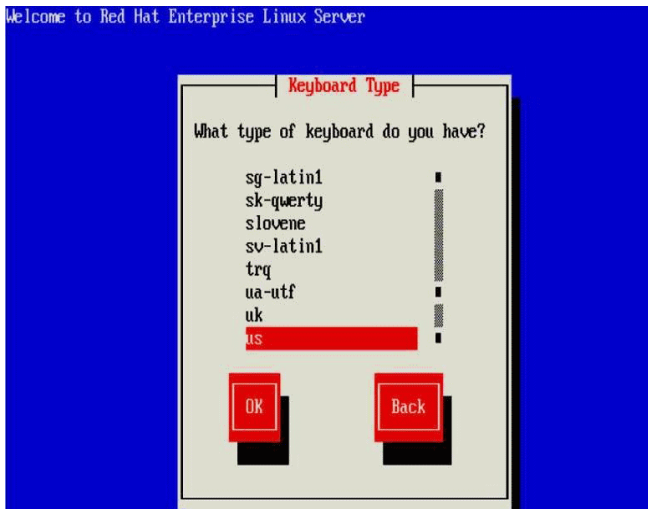 Welcome to Red Hat Enterprise Linux Server
Keyboard Type
What type of keyboard do you have?
sg-latin1
sk-qwerty
slovene
sv-latin1
trq
ua-utf
uk
us
OK
Back